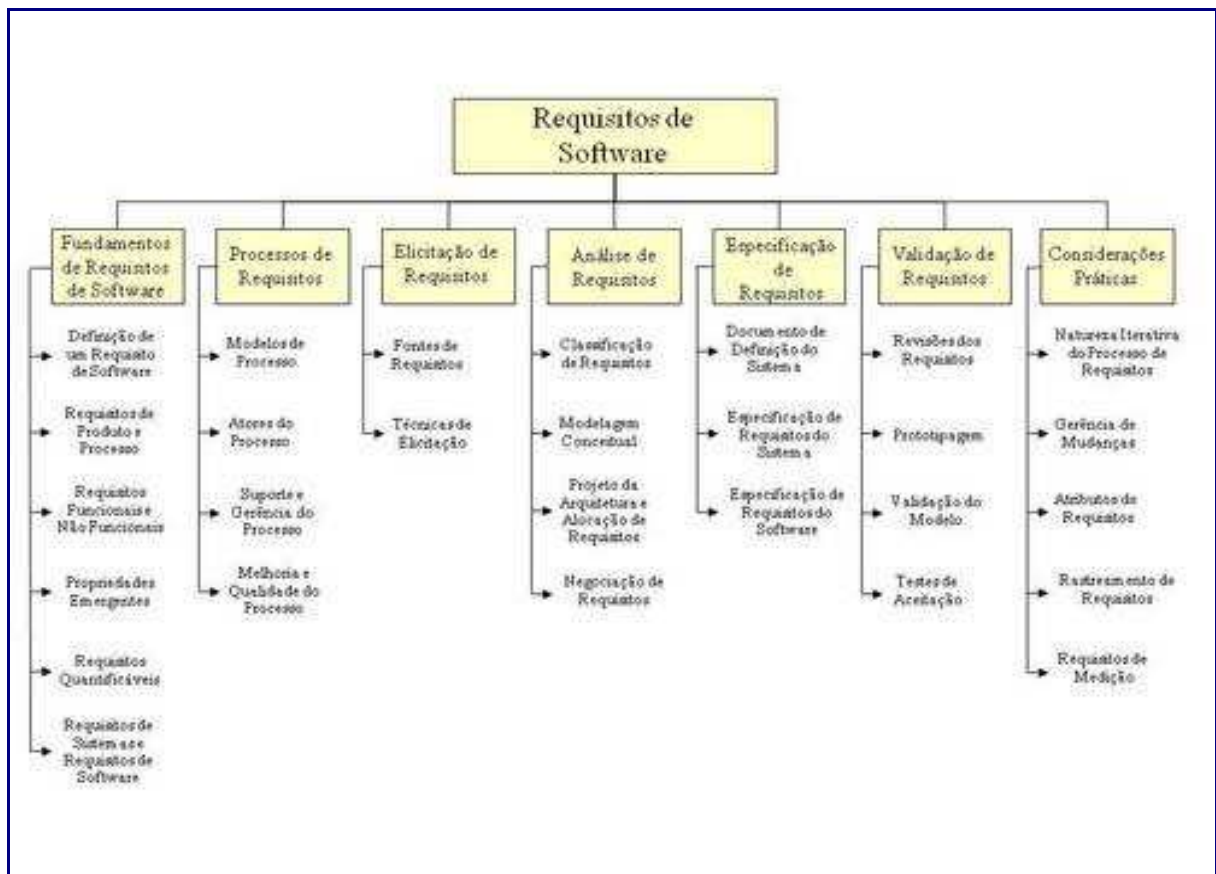 Requisitos de
Software
Fundamentos
de Requisitos
de Software
Definição de
um Requisito
de Software
Requisitos de
Produto e
Processo
Requisitos
Funcionais e
Não Funcionais
Propriedades
Emergentes
Requisitos
Quantificáveis
Requisitos de
Sistemas e
Requisitos de
Software
Processos de
Requisitos
Modelos de
Processo
Atores do
Processo
Suporte e
Gerência do
Processo
Melhoria e
Qualidade do
Processo
Elicitação de
Requisitos
Fontes de
Requisitos
Técnicas de
Elicitação
Análise de
Requisitos
Classificação
de Requisitos
Modelagem
Conceitual
Projeto da
Arquitetura e
Alocação de
Requisitos
Negociação de
Requisitos
Especificação
de
Requisitos
Documento de
Definição do
Sistema
Especificação de
Requisitos do
Sistema
Especificação de
Requisitos do
Software
Validação de
Requisitos
Revisões dos
Requisitos
Prototipagem
Validação do
Modelo
Testes de
Aceitação
Considerações
Práticas
Natureza Iterativa
do Processo de
Requisitos
Gerência de
Mudanças
Atributos de
Requisitos
Rastreamento de
Requisitos
Requisitos de
Medição